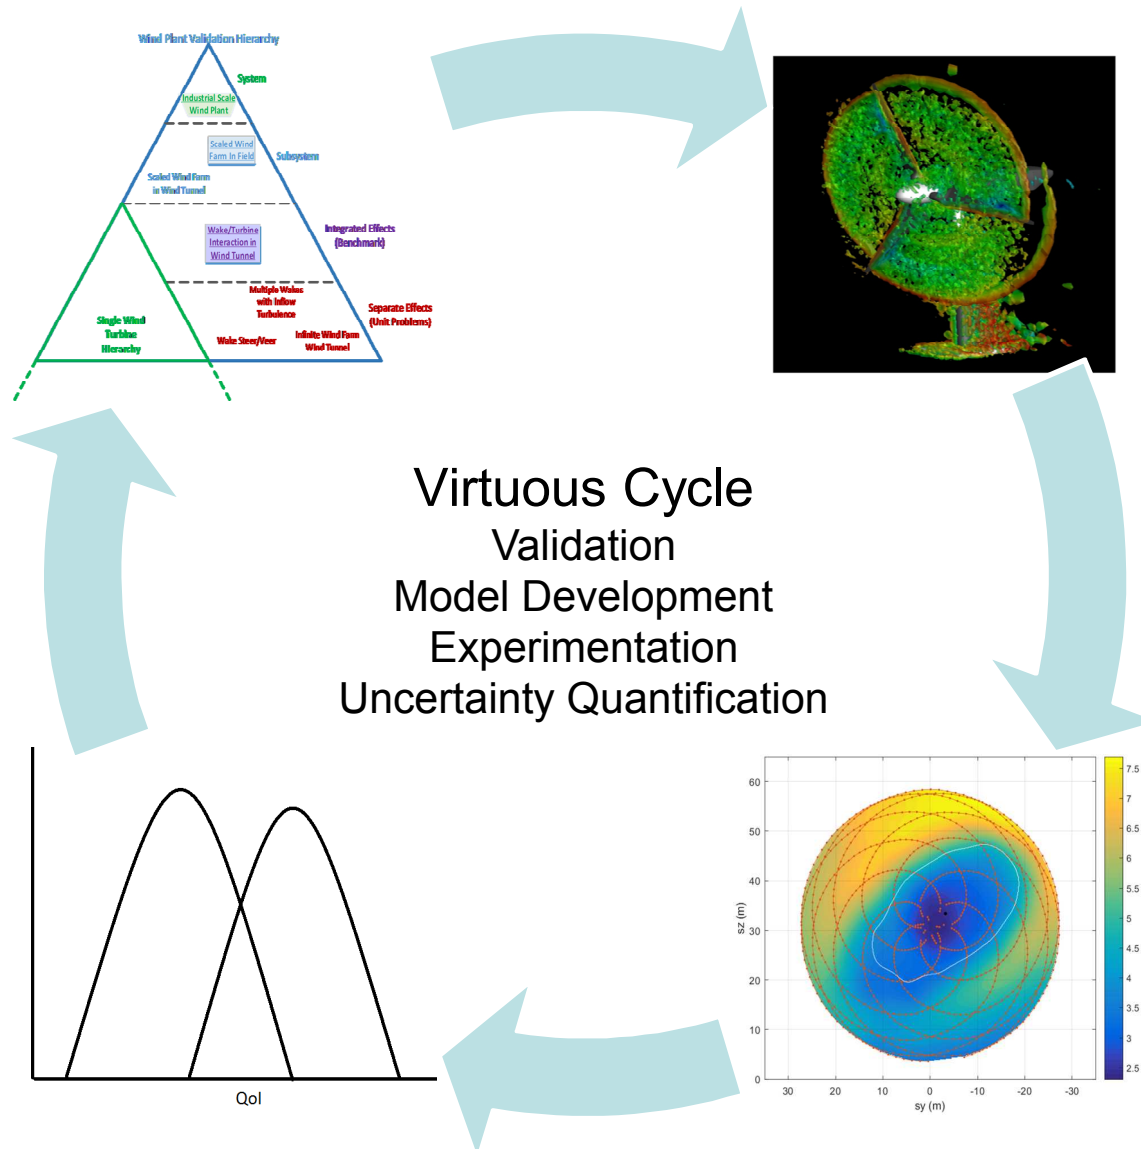 Wind Plant Validation Hierarchy
System
Industrial Scale
Wind Plant
Scaled Wind
Farm In Field
Subsystem
Scaled Wind Farm
in Wind Tunnel
Wake/Turbine
Interaction in
Wind Tunnel
Integrated Effects
(Benchmark)
Multiple Wakes
with Inflow
Turbulence
Separate Effects
(Unit Problems)
Single Wind
Turbine
Hierarchy
Wake Steer/Veer
Infinite Wind Farm
Wind Tunnel
Virtuous Cycle
Validation
Model Development
Experimentation
Uncertainty Quantification
QoI
60
50
40
30
20
10
0
sz (m)
30
20
10
0
-10
-20
-30
sy (m)
7.5
7
6.5
6
5.5
5
4.5
4
3.5
3
2.5